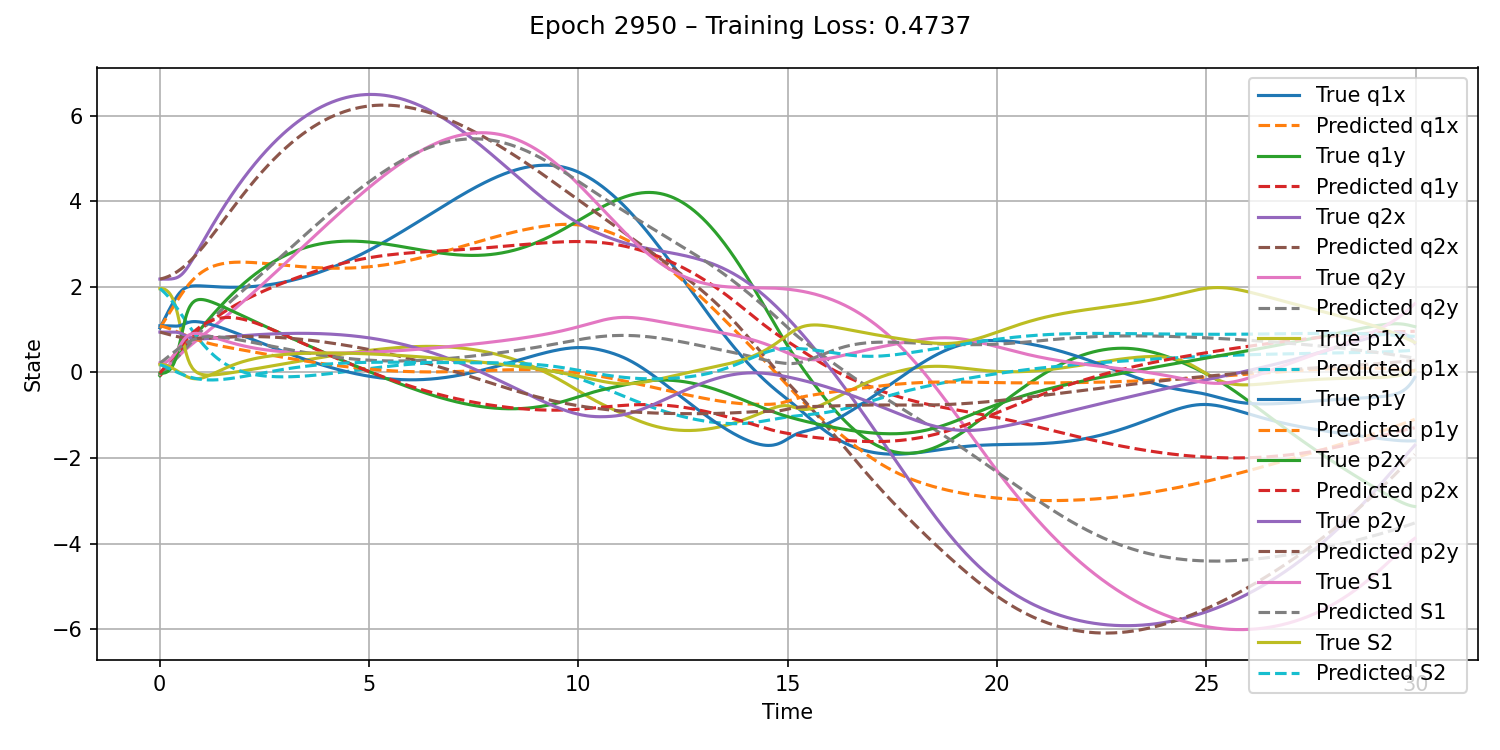 Epoch 2950 – Training Loss: 0.4737
State
6
4
2
0
−2
−4
−6
0 5 10 15 20 25 30
Time
True q1x
Predicted q1x
True q1y
Predicted q1y
True q2x
Predicted q2x
True q2y
Predicted q2y
True p1x
Predicted p1x
True p1y
Predicted p1y
True p2x
Predicted p2x
True p2y
Predicted p2y
True S1
Predicted S1
True S2
Predicted S2